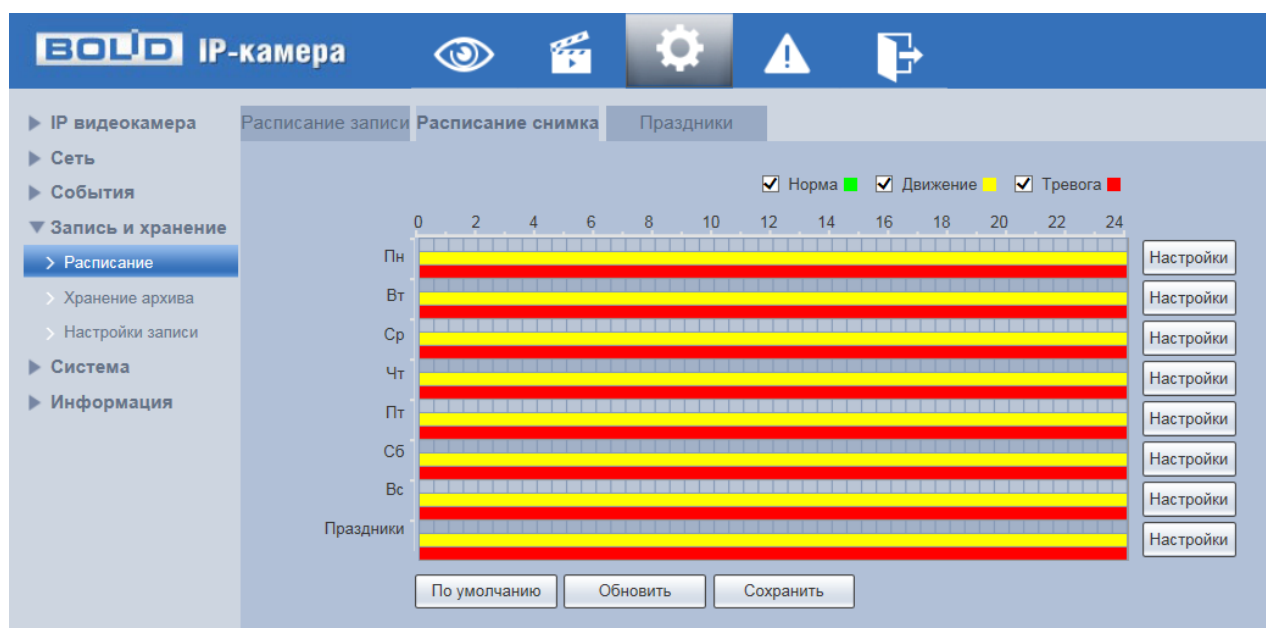 BOLID IP-камера
IP видеокамера
Сеть
События
Запись и хранение
Расписание
Хранение архива
Настройки записи
Система
Информация
Расписание записи Расписание снимка Праздники
Норма Движение Тревога
0 2 4 6 8 10 12 14 16 18 20 22 24
Пн Настройки
Вт Настройки
Ср Настройки
Чт Настройки
Пт Настройки
Сб Настройки
Вс Настройки
Праздники Настройки
По умолчанию Обновить Сохранить